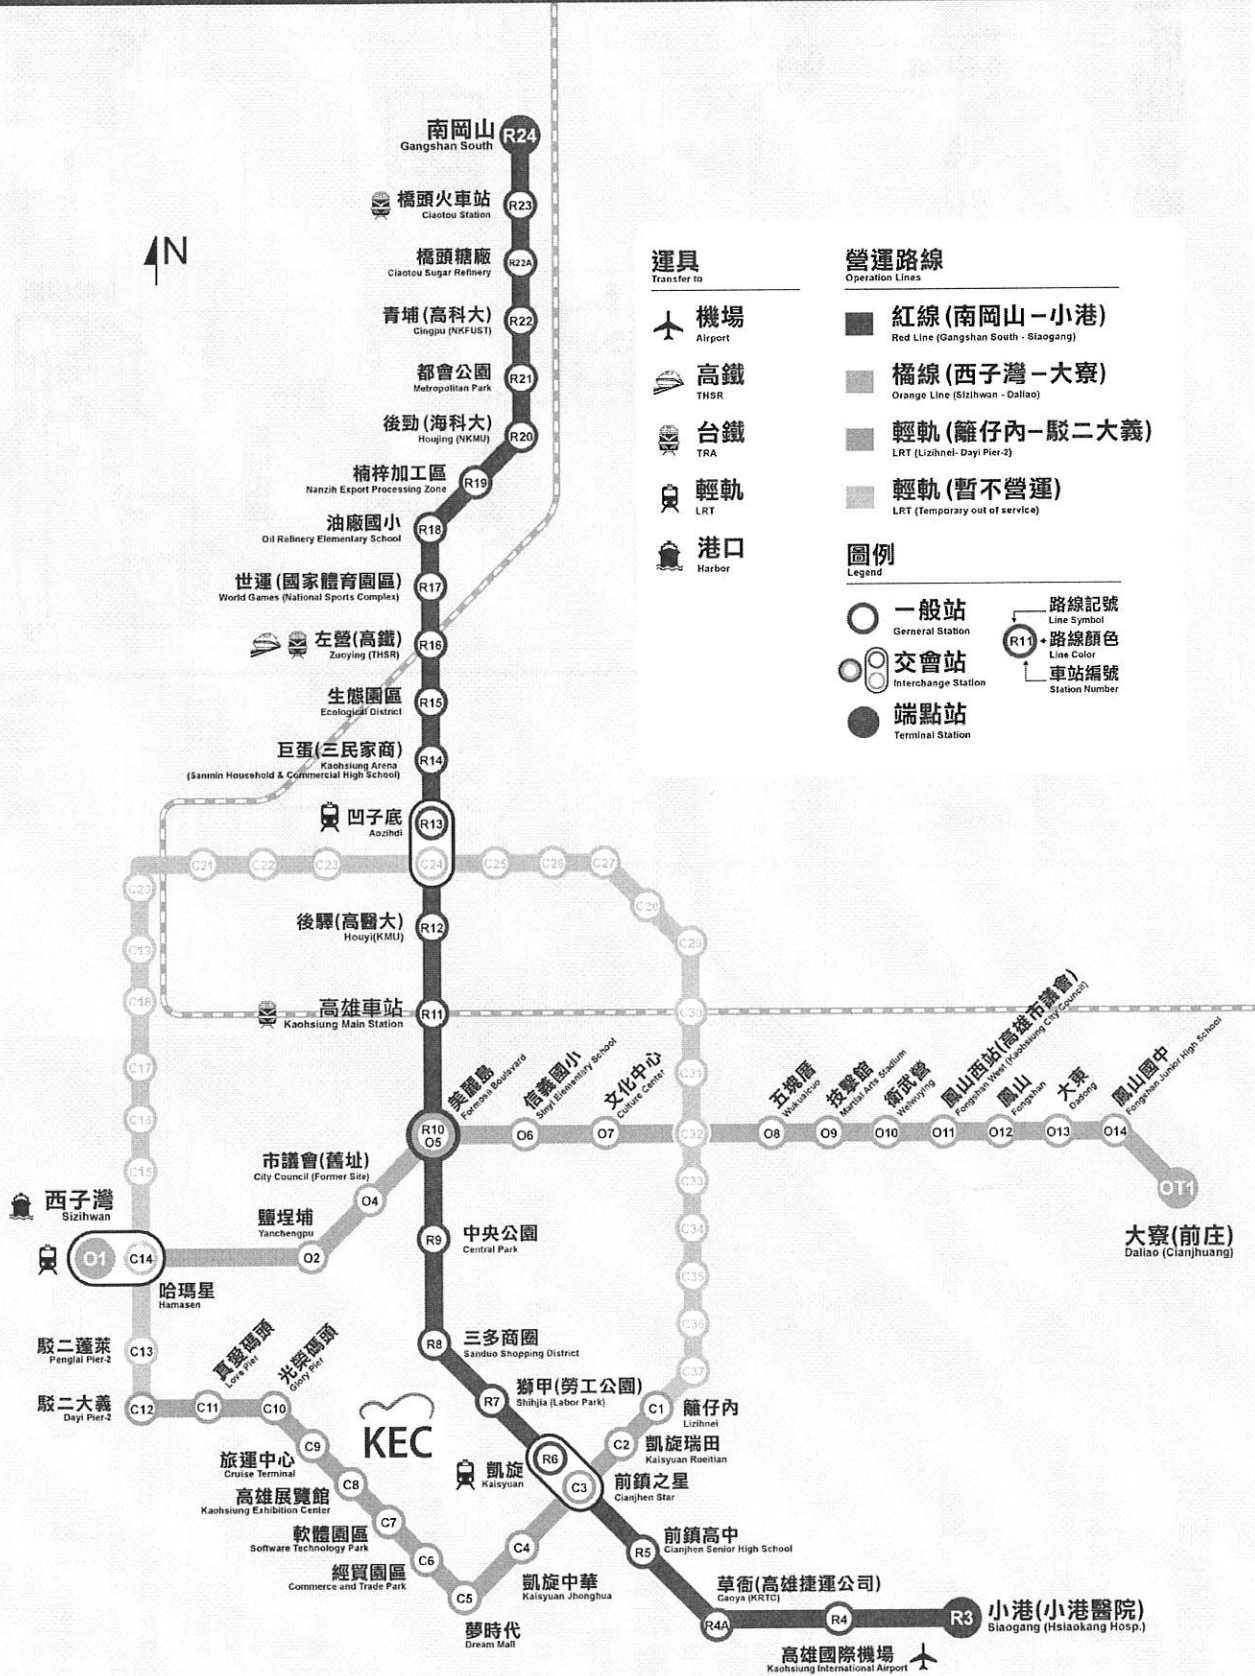 南岡山
Gangshan South
R24
橋頭火車站
Ciaotou Station
R23
橋頭糖廠
Ciaotou Sugar Refinery
R22A
青埔(高科大)
Cingpu (NKFUST)
R22
都會公園
Metropolitan Park
R21
後勁(海科大)
Houjing (NKMU)
R20
楠梓加工區
Nanzih Export Processing Zone
R19
油廠國小
Oil Refinery Elementary School
R18
世運(國家體育園區)
World Games (National Sports Complex)
R17
左營(高鐵)
Zuoying (THSR)
R16
生態園區
Ecological District
R15
巨蛋(三民家商)
Kaohsiung Arena
(Sanmin Household & Commercial High School)
R14
凹子底
Aozihdi
R13
N
運具
Transfer to
機場
Airport
高鐵
THSR
台鐵
TRA
輕軌
LRT
港口
Harbor
營運路線
Operation Lines
紅線(南岡山－小港)
Red Line (Gangshan South - Siaogang)
橘線(西子灣－大寮)
Orange Line (Sizihwan - Daliao)
輕軌(籬仔內－駁二大義)
LRT (Lizihnei- Dayi Pier-2)
輕軌(暫不營運)
LRT (Temporary out of service)
圖例
Legend
一般站
Gerneral Station
交會站
Interchange Station
端點站
Terminal Station
R11
路線記號
Line Symbol
路線顏色
Line Color
車站編號
Station Number
C20
C21
C22
C23
C24
C25
C26
C27
C28
C29
C30
C31
C32
C33
C34
C35
C36
C37
C19
C18
C17
C16
C15
後驛(高醫大)
Houyi(KMU)
R12
高雄車站
Kaohsiung Main Station
R11
美麗島
Formosa Boulevard
R10
O5
信義國小
Sinyi Elementary School
O6
文化中心
Culture Center
O7
五塊厝
Wukuaicuo
O8
技擊館
Martial Arts Stadium
O9
衛武營
Weiwuying
O10
鳳山西站(高雄市議會)
Fongshan West (Kaohsiung City Council)
O11
鳳山
Fongshan
O12
大東
Dadong
O13
鳳山國中
Fongshan Junior High School
O14
OT1
大寮(前庄)
Daliao (Cianjhuang)
市議會(舊址)
City Council (Former Site)
O4
鹽埕埔
Yanchengpu
O2
西子灣
Sizihwan
O1
C14
哈瑪星
Hamasen
駁二蓬萊
Penglai Pier-2
C13
駁二大義
Dayi Pier-2
C12
真愛碼頭
Love Pier
C11
光榮碼頭
Glory Pier
C10
旅運中心
Cruise Terminal
C9
高雄展覽館
Kaohsiung Exhibition Center
C8
軟體園區
Software Technology Park
C7
經貿園區
Commerce and Trade Park
C6
夢時代
Dream Mall
C5
凱旋中華
Kaisyuan Jhonghua
C4
KEC
中央公園
Central Park
R9
三多商圈
Sanduo Shopping District
R8
獅甲(勞工公園)
Shihjia (Labor Park)
R7
凱旋
Kaisyuan
R6
C3
前鎮之星
Cianjhen Star
凱旋瑞田
Kaisyuan Rueitian
C2
籬仔內
Lizihnei
C1
前鎮高中
Cianjhen Senior High School
R5
草衙(高雄捷運公司)
Caoya (KRTC)
R4A
高雄國際機場
Kaohsiung International Airport
R4
R3
小港(小港醫院)
Siaogang (Hsiaokang Hosp.)